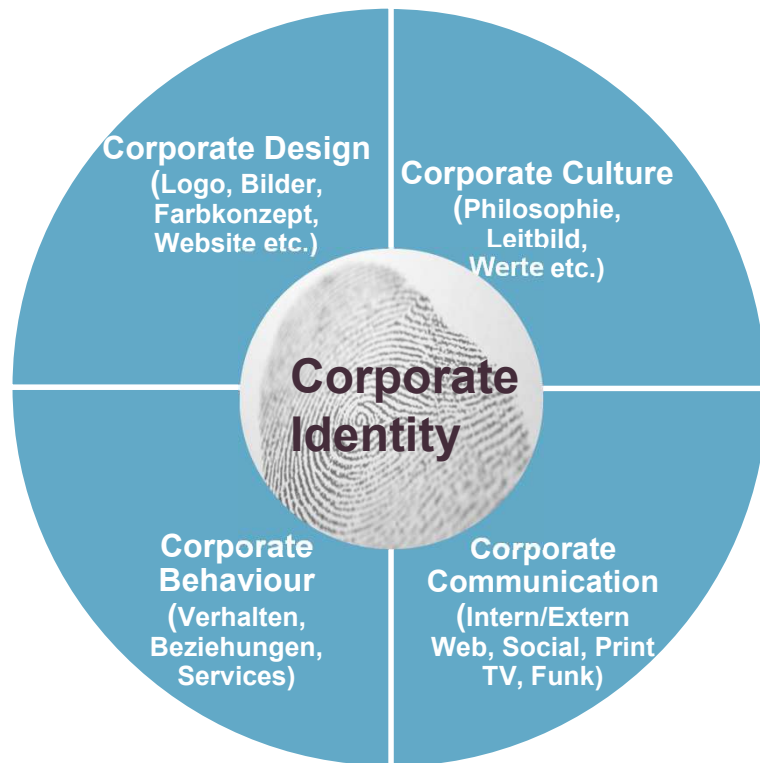 Corporate Design
(Logo, Bilder,
Farbkonzept,
Website etc.)
Corporate Culture
(Philosophie,
Leitbild,
Werte etc.)
Corporate
Identity
Corporate
Behaviour
(Verhalten,
Beziehungen,
Services)
Corporate
Communication
(Intern/Extern
Web, Social, Print
TV, Funk)